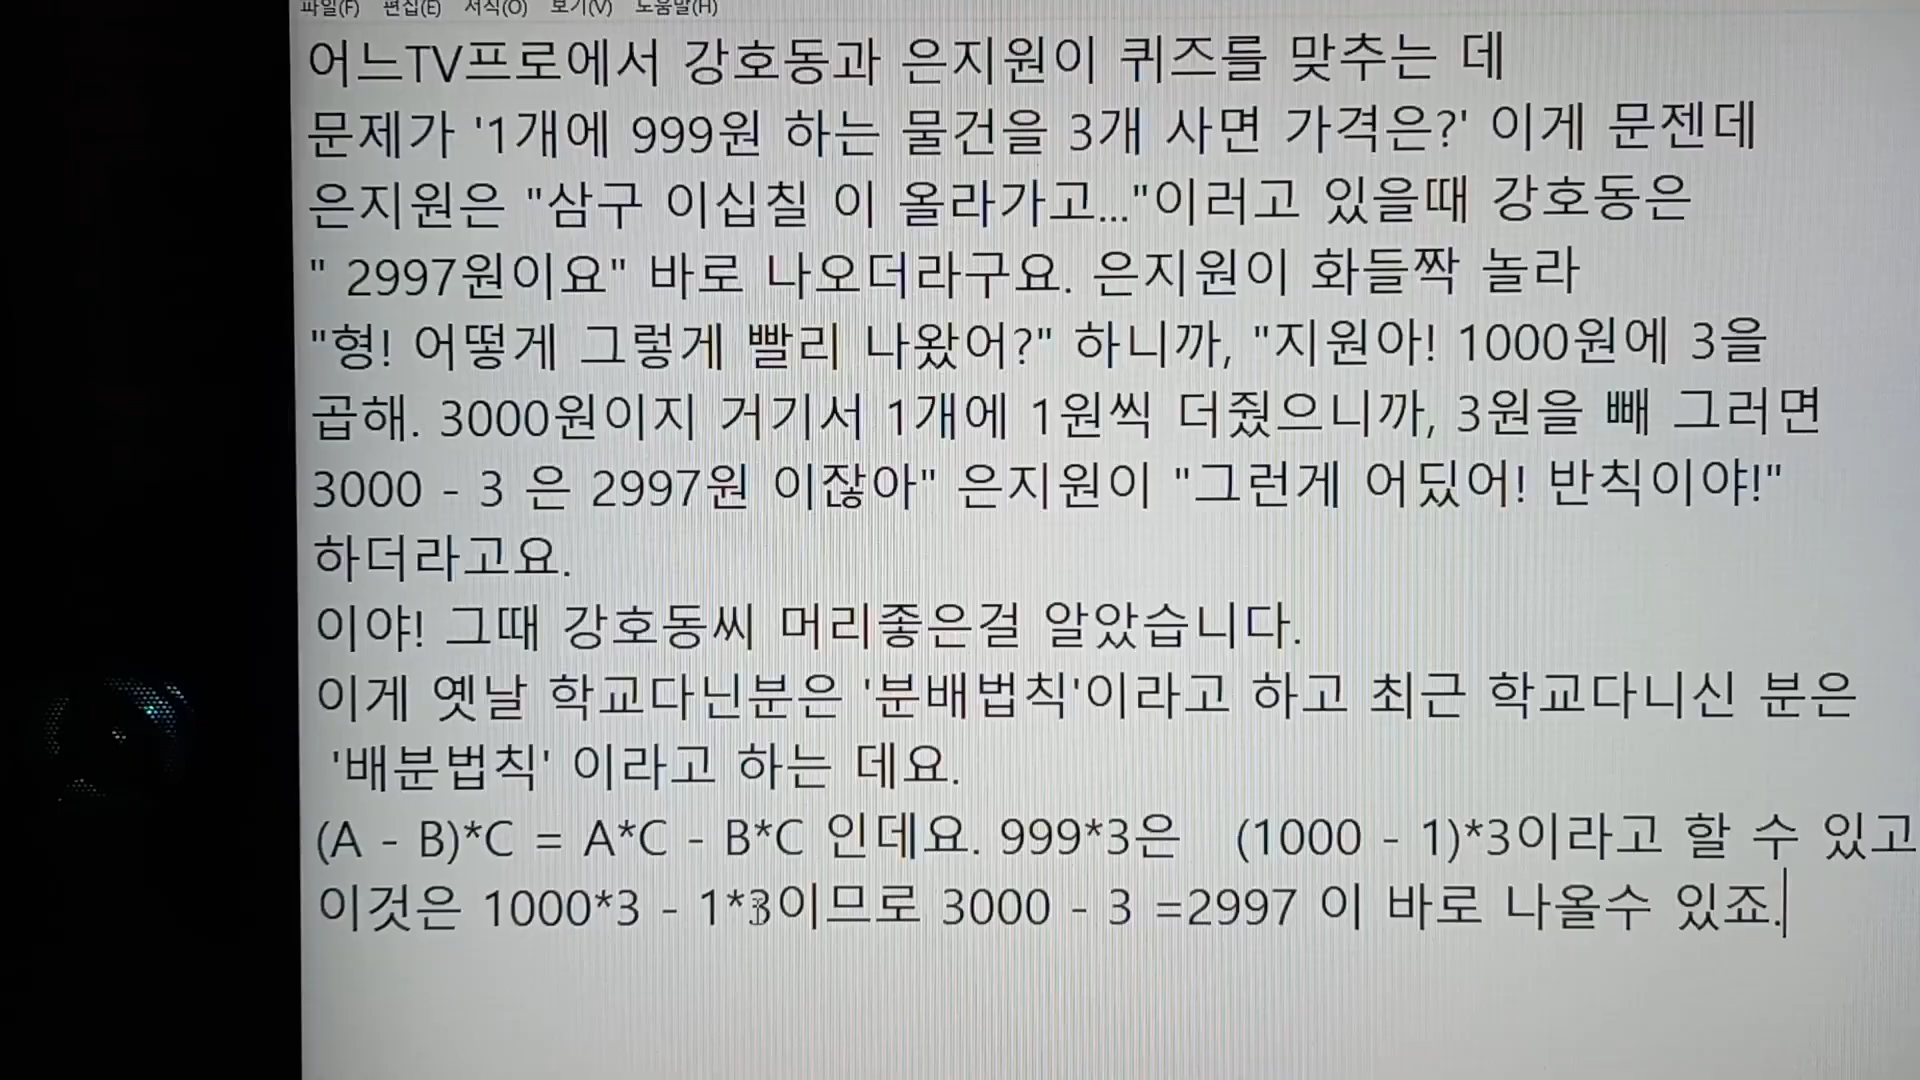 파일(F) 편집(E) 서식(O) 보기(V) 도움말(H)
어느TV프로에서 강호동과 은지원이 퀴즈를 맞추는 데
문제가 '1개에 999원 하는 물건을 3개 사면 가격은?' 이게 문젠데
은지원은 "삼구 이십칠 이 올라가고..."이러고 있을때 강호동은
" 2997원이요" 바로 나오더라구요. 은지원이 화들짝 놀라
"형! 어떻게 그렇게 빨리 나왔어?" 하니까, "지원아! 1000원에 3을
곱해. 3000원이지 거기서 1개에 1원씩 더줬으니까, 3원을 빼 그러면
3000 - 3 은 2997원 이잖아" 은지원이 "그런게 어딨어! 반칙이야!"
하더라고요.
이야! 그때 강호동씨 머리좋은걸 알았습니다.
이게 옛날 학교다닌분은 '분배법칙'이라고 하고 최근 학교다니신 분은
'배분법칙' 이라고 하는 데요.
(A - B)*C = A*C - B*C 인데요. 999*3은 (1000 - 1)*3이라고 할 수 있고
이것은 1000*3 - 1*3이므로 3000 - 3 =2997 이 바로 나올수 있죠.